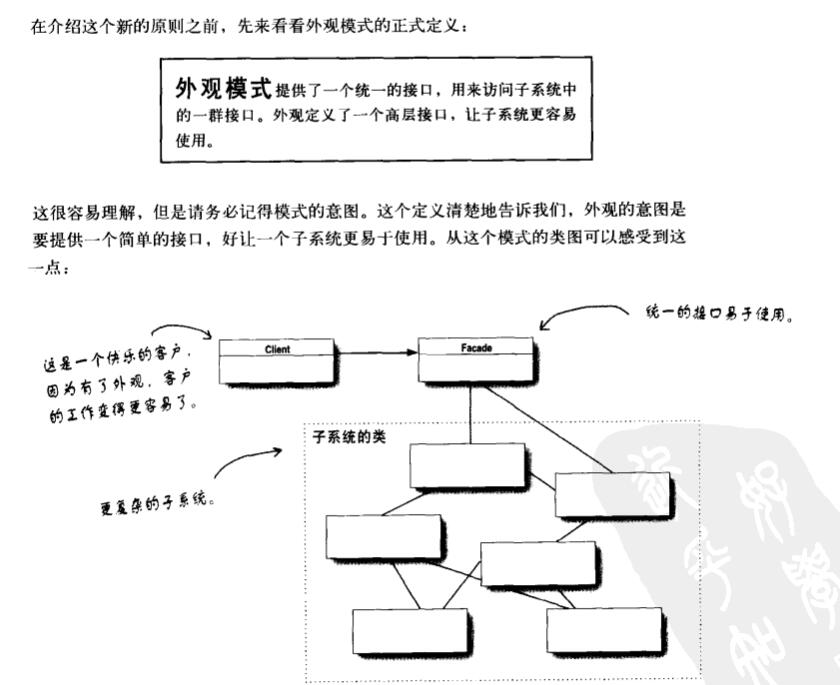 在介绍这个新的原则之前，先来看看外观模式的正式定义：
外观模式提供了一个统一的接口，用来访问子系统中
的一群接口。外观定义了一个高层接口，让子系统更容易
使用。
这很容易理解，但是请务必记得模式的意图。这个定义清楚地告诉我们，外观的意图是
要提供一个简单的接口，好让一个子系统更易于使用。从这个模式的类图可以感受到这
一点：
统一的接口易于使用。
Client
Facade
这是一个快乐的客户，
因为有了外观，客户
的工作变得更容易了。
子系统的类
更复杂的子系统。